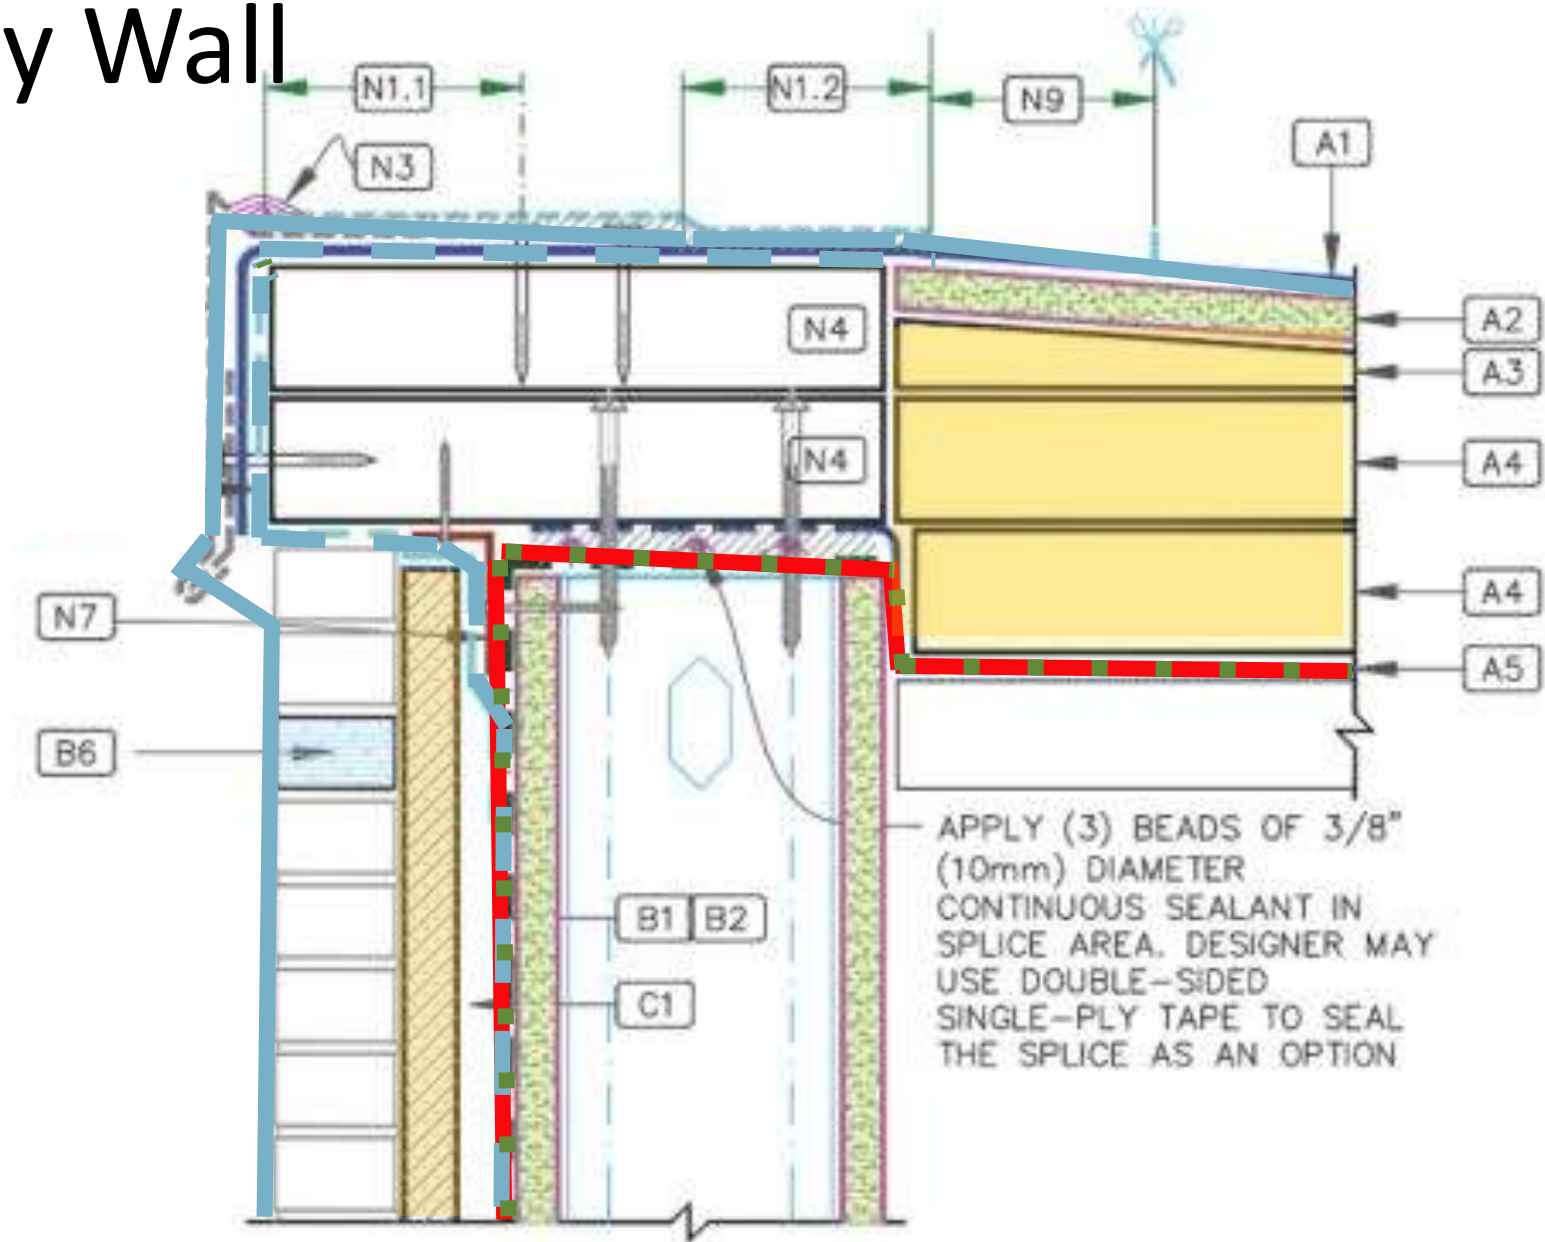 y Wall
N1.1
N1.2
N9
A1
N3
N4
A2
A3
N4
A4
N7
A4
A5
B6
APPLY (3) BEADS OF 3/8"
(10mm) DIAMETER
CONTINUOUS SEALANT IN
SPLICE AREA. DESIGNER MAY
USE DOUBLE-SIDED
SINGLE-PLY TAPE TO SEAL
THE SPLICE AS AN OPTION
B1 B2
C1